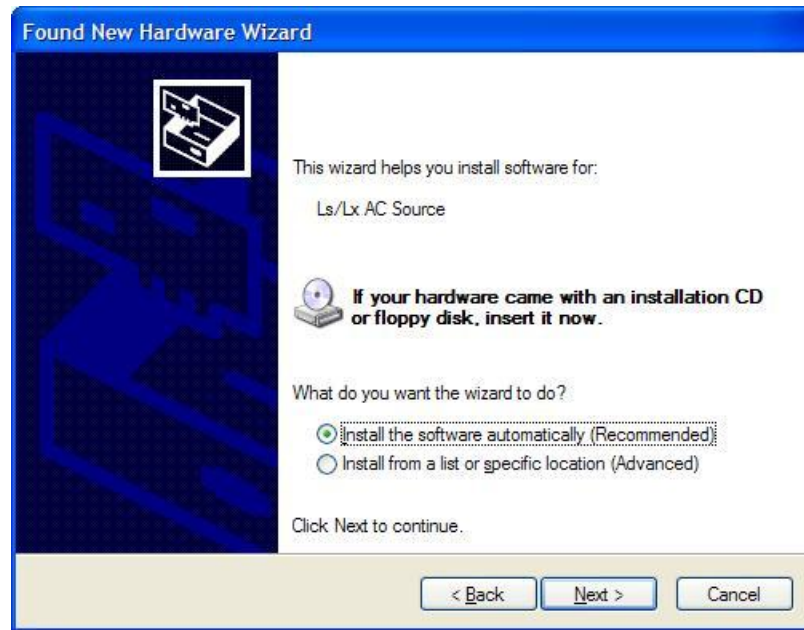 Found New Hardware Wizard
This wizard helps you install software for:
Ls/Lx AC Source
If your hardware came with an installation CD
or floppy disk, insert it now.
What do you want the wizard to do?
Install the software automatically (Recommended)
Install from a list or specific location (Advanced)
Click Next to continue.
< Back Next > Cancel